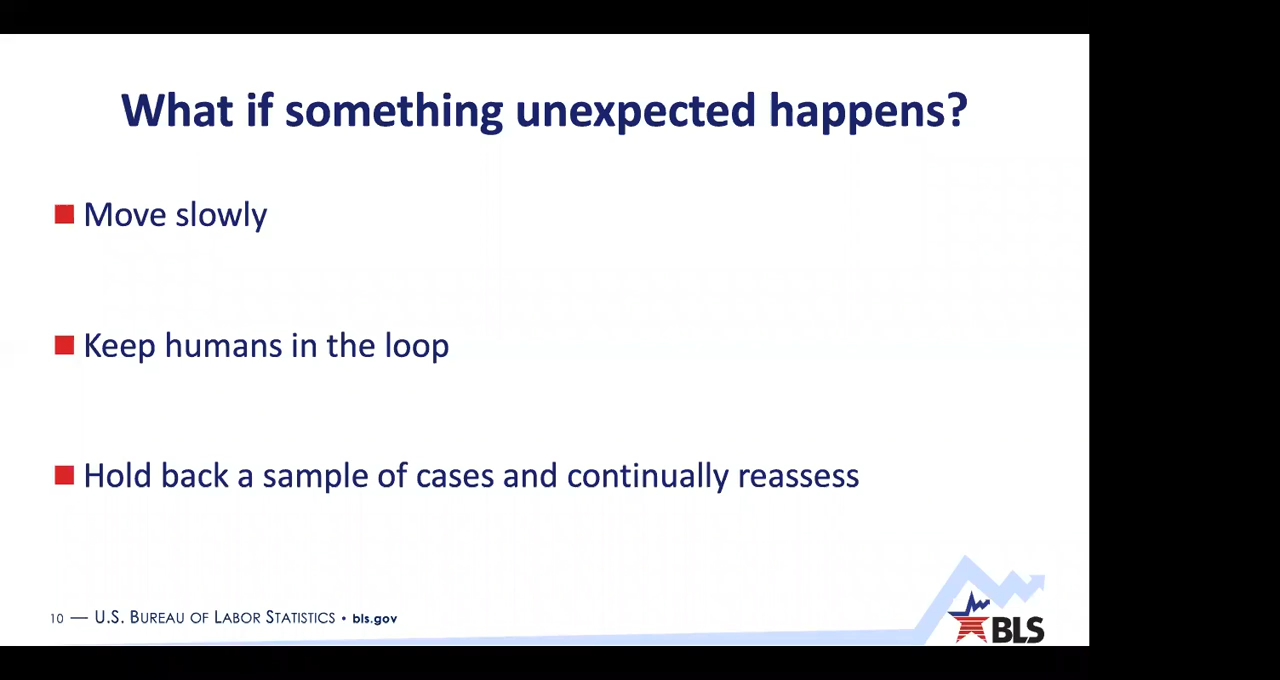 What if something unexpected happens?
Move slowly
Keep humans in the loop
Hold back a sample of cases and continually reassess
10 — U.S. BUREAU OF LABOR STATISTICS • bls.gov
BLS